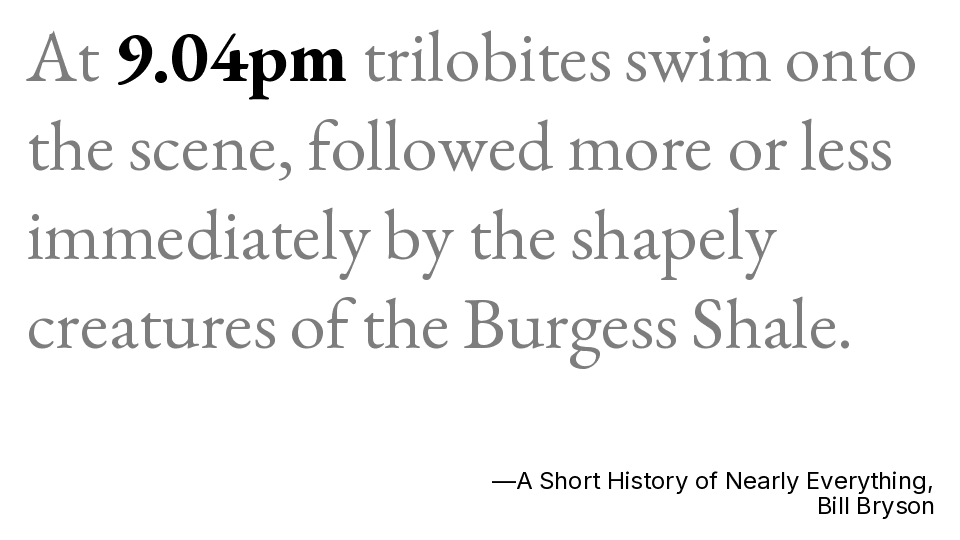 At 9.04pm trilobites swim onto
the scene, followed more or less
immediately by the shapely
creatures of the Burgess Shale.
—A Short History of Nearly Everything,
Bill Bryson